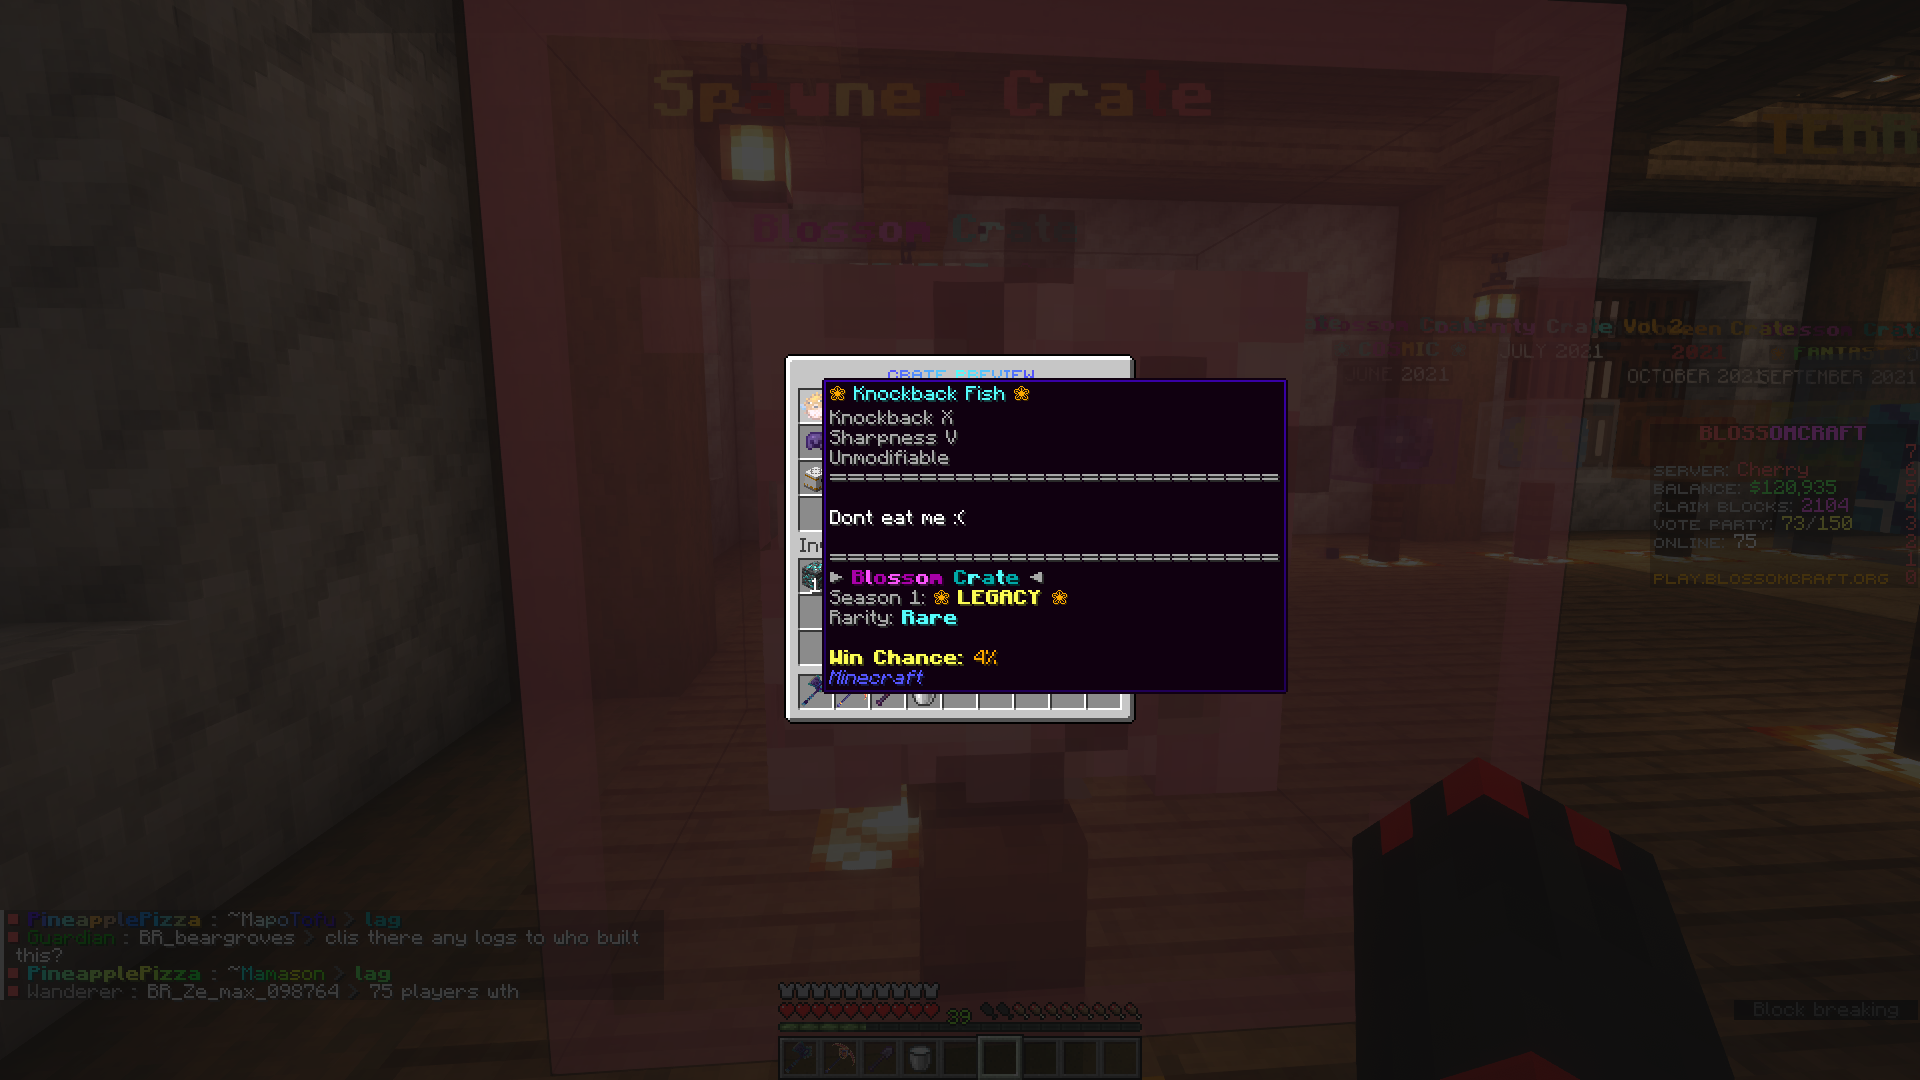 Spawner Crate
Blossom Crate
CRATE PREVIEW
❀ Knockback Fish ❀
Knockback X
Sharpness V
Unmodifiable
=====================================
Dont eat me :(
=====================================
► Blossom Crate ◄
Season 1: ❀ LEGACY ❀
Rarity: Rare
Win Chance: 4%
Minecraft
1
JULY 2021
JUNE 2021
OCTOBER 2021
SEPTEMBER 2021
BLOSSOMCRAFT
SERVER: Cherry
BALANCE: $120,935
CLAIM BLOCKS: 2104
VOTE PARTY: 73/150
ONLINE: 75
PLAY.BLOSSOMCRAFT.ORG
PineapplePizza : ~MapoTofu > lag
Guardian : BR_beargroves > clis there any logs to who built
this?
PineapplePizza : ~Mamason > lag
Wanderer : BR_Ze_max_098764 > 75 players wth
39
Block breaking